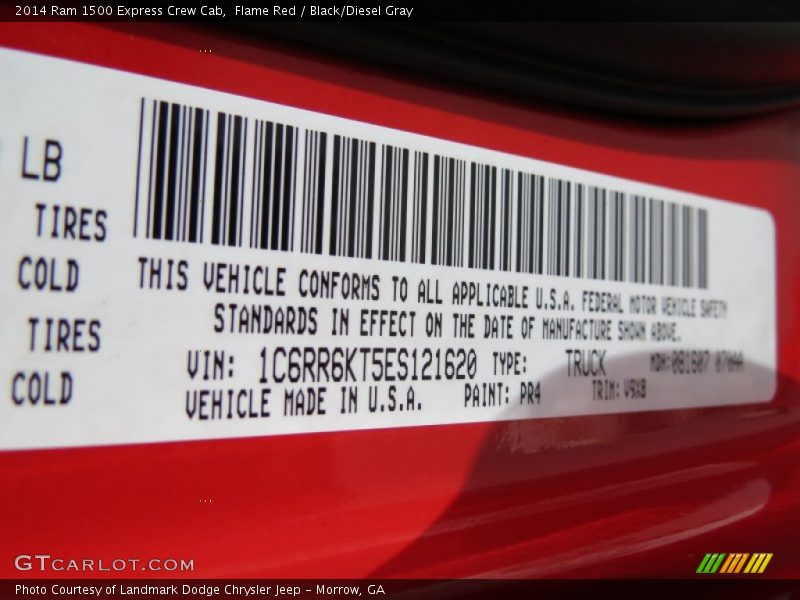 2014 Ram 1500 Express Crew Cab,  Flame Red / Black/Diesel Gray
LB
TIRES
COLD
TIRES
COLD
THIS VEHICLE CONFORMS TO ALL APPLICABLE U.S.A. FEDERAL MOTOR VEHICLE SAFETY
STANDARDS IN EFFECT ON THE DATE OF MANUFACTURE SHOWN ABOVE.
VIN: 1C6RR6KT5ES121620 TYPE: TRUCK MDH:081607 070AA
VEHICLE MADE IN U.S.A. PAINT: PR4 TRIM: V9X8
GTCARLOT.COM
Photo Courtesy of Landmark Dodge Chrysler Jeep - Morrow, GA